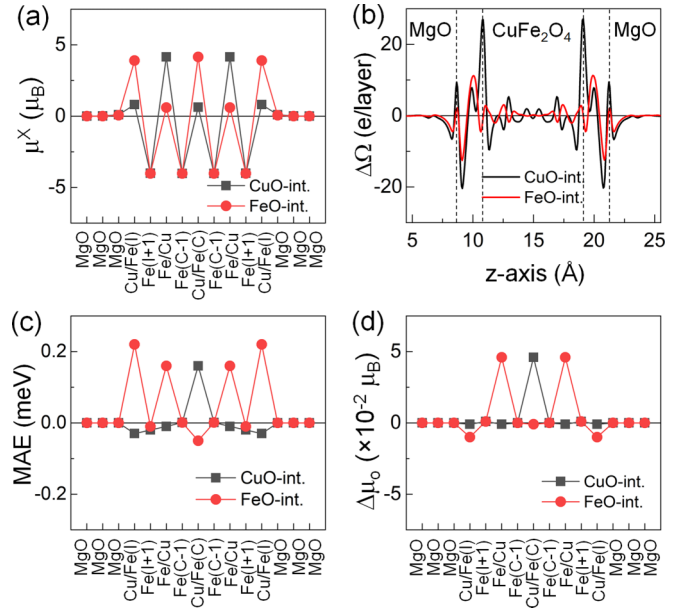 (a)
μˣ (μ_B)
5
0
-5
CuO-int.
FeO-int.
MgO
MgO
MgO
Cu/Fe(I)
Fe(I+1)
Fe/Cu
Fe(C-1)
Cu/Fe(C)
Fe(C-1)
Fe/Cu
Fe(I+1)
Cu/Fe(I)
MgO
MgO
MgO
(b)
MgO CuFe₂O₄ MgO
ΔΩ (e/layer)
20
0
-20
CuO-int.
FeO-int.
5 10 15 20 25
z-axis (Å)
(c)
MAE (meV)
0.2
0.0
-0.2
CuO-int.
FeO-int.
MgO
MgO
MgO
Cu/Fe(I)
Fe(I+1)
Fe/Cu
Fe(C-1)
Cu/Fe(C)
Fe(C-1)
Fe/Cu
Fe(I+1)
Cu/Fe(I)
MgO
MgO
MgO
(d)
Δμ₀ (×10⁻² μ_B)
5
0
-5
CuO-int.
FeO-int.
MgO
MgO
MgO
Cu/Fe(I)
Fe(I+1)
Fe/Cu
Fe(C-1)
Cu/Fe(C)
Fe(C-1)
Fe/Cu
Fe(I+1)
Cu/Fe(I)
MgO
MgO
MgO